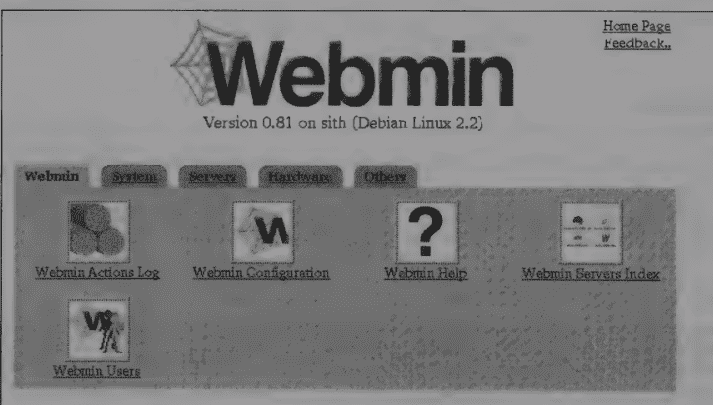 Home Page
Feedback..
Webmin
Version 0.81 on sith (Debian Linux 2.2)
Webmin System Servers Hardware Others
Webmin Actions Log Webmin Configuration Webmin Help Webmin Servers Index
Webmin Users